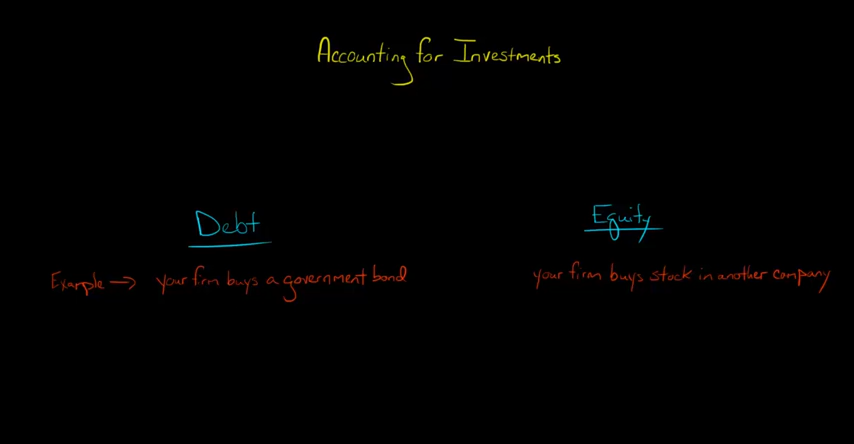 Accounting for Investments
Debt
Equity
Example → your firm buys a government bond
your firm buys stock in another company